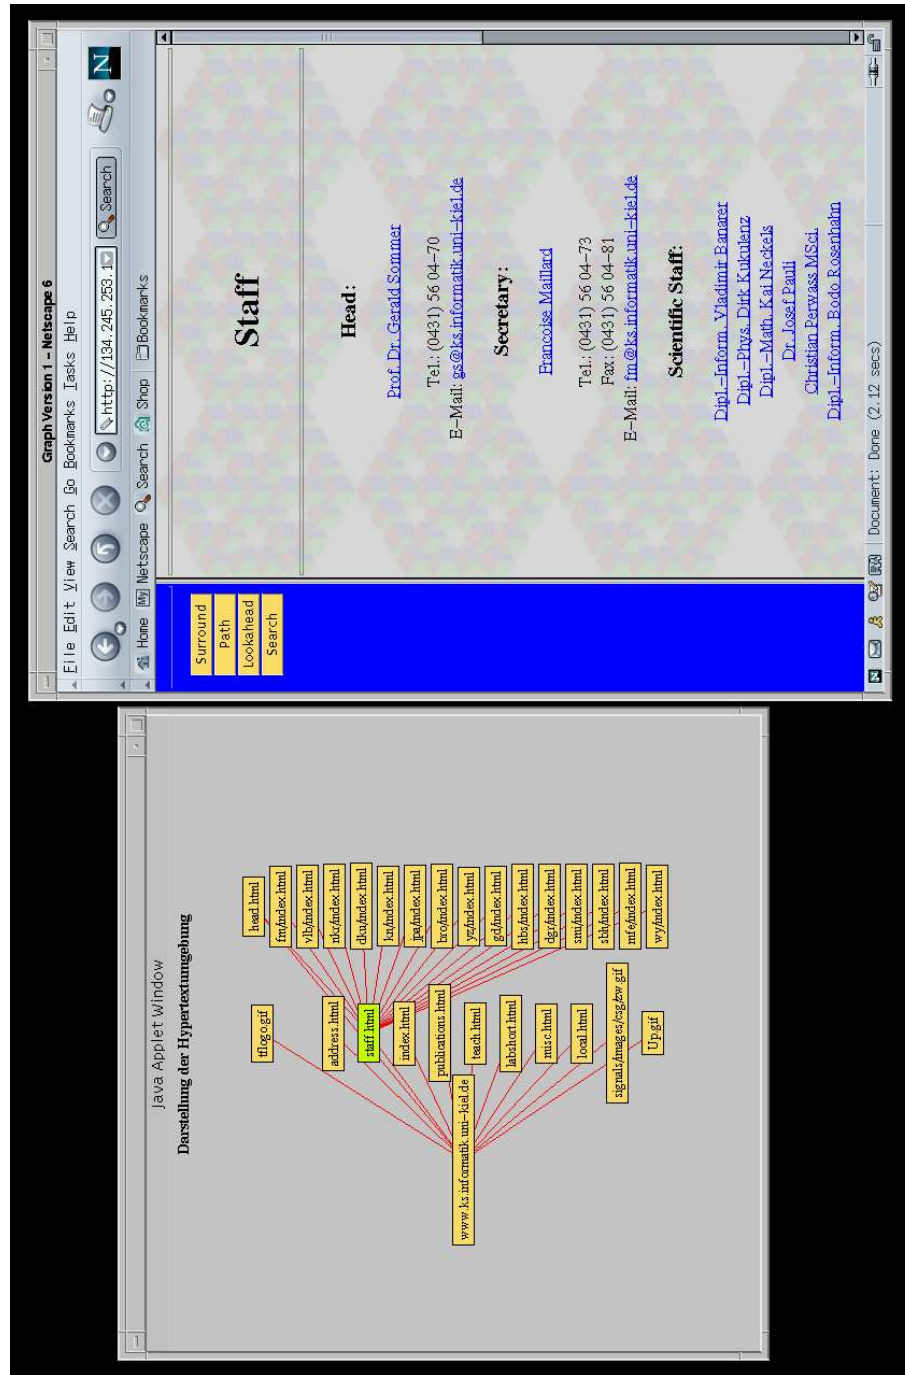 Java Applet Window
Darstellung der Hypertextumgebung
www.ks.informatik.uni–kiel.de
tflogo.gif
address.html
staff.html
index.html
publications.html
teach.html
labshort.html
misc.html
local.html
signals/images/csg/zw.gif
Up.gif
head.html
fm/index.html
vlb/index.html
nkr/index.html
dku/index.html
kn/index.html
jpa/index.html
bro/index.html
yz/index.html
gd/index.html
hbs/index.html
dgr/index.html
smi/index.html
sbh/index.html
mfe/index.html
wy/index.html
Graph Version 1 – Netscape 6
File Edit View Search Go Bookmarks Tasks Help
http://134.245.253.1
Search
N
Home My Netscape Search Shop Bookmarks
Surround
Path
Lookahead
Search
Staff
Head:
Prof. Dr. Gerald Sommer
Tel.: (0431) 56 04–70
E–Mail: gs@ks.informatik.uni–kiel.de
Secretary:
Francoise Maillard
Tel.: (0431) 56 04–73
Fax: (0431) 56 04–81
E–Mail: fm@ks.informatik.uni–kiel.de
Scientific Staff:
Dipl.–Inform. Vladimir Banarer
Dipl.–Phys. Dirk Kukulenz
Dipl.–Math. Kai Neckels
Dr. Josef Pauli
Christian Perwass MSci.
Dipl.–Inform. Bodo Rosenhahn
Document: Done (2.12 secs)